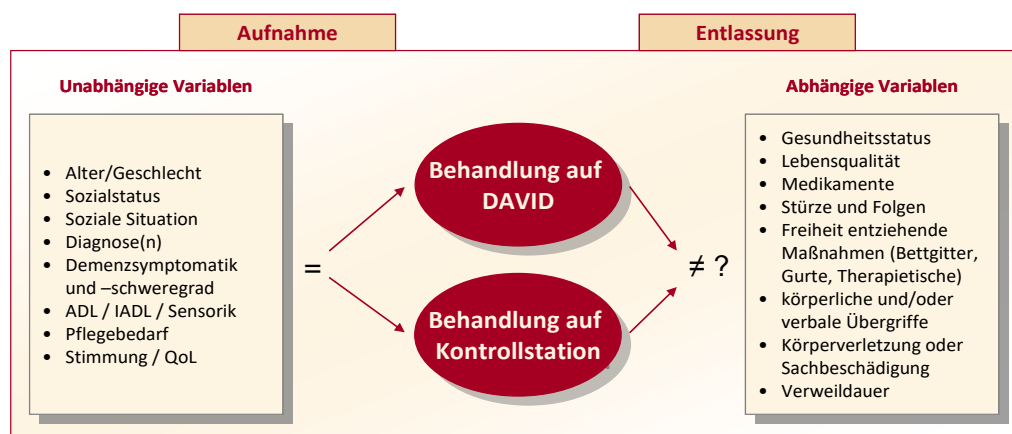 Aufnahme
Entlassung
Unabhängige Variablen
• Alter/Geschlecht
• Sozialstatus
• Soziale Situation
• Diagnose(n)
• Demenzsymptomatik
und –schweregrad
• ADL / IADL / Sensorik
• Pflegebedarf
• Stimmung / QoL
=
Behandlung auf
DAVID
Behandlung auf
Kontrollstation
≠ ?
Abhängige Variablen
• Gesundheitsstatus
• Lebensqualität
• Medikamente
• Stürze und Folgen
• Freiheit entziehende
Maßnahmen (Bettgitter,
Gurte, Therapietische)
• körperliche und/oder
verbale Übergriffe
• Körperverletzung oder
Sachbeschädigung
• Verweildauer